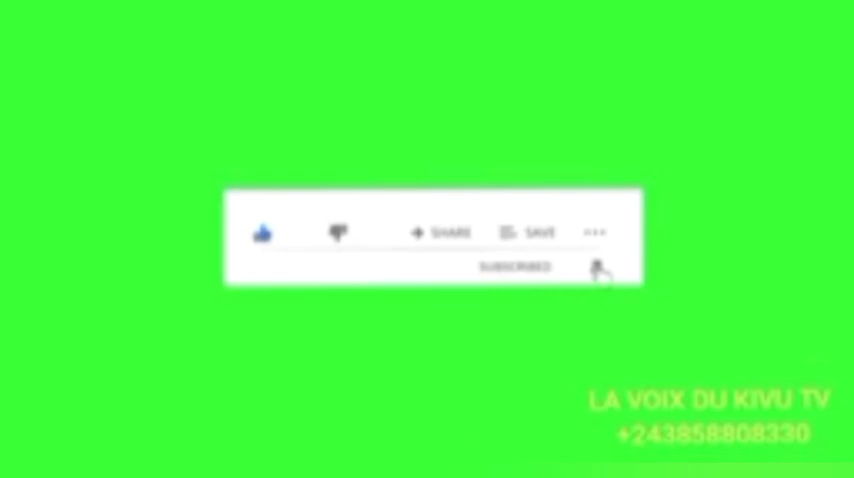 SHARE SAVE
SUBSCRIBED
LA VOIX DU KIVU TV
+243858808330